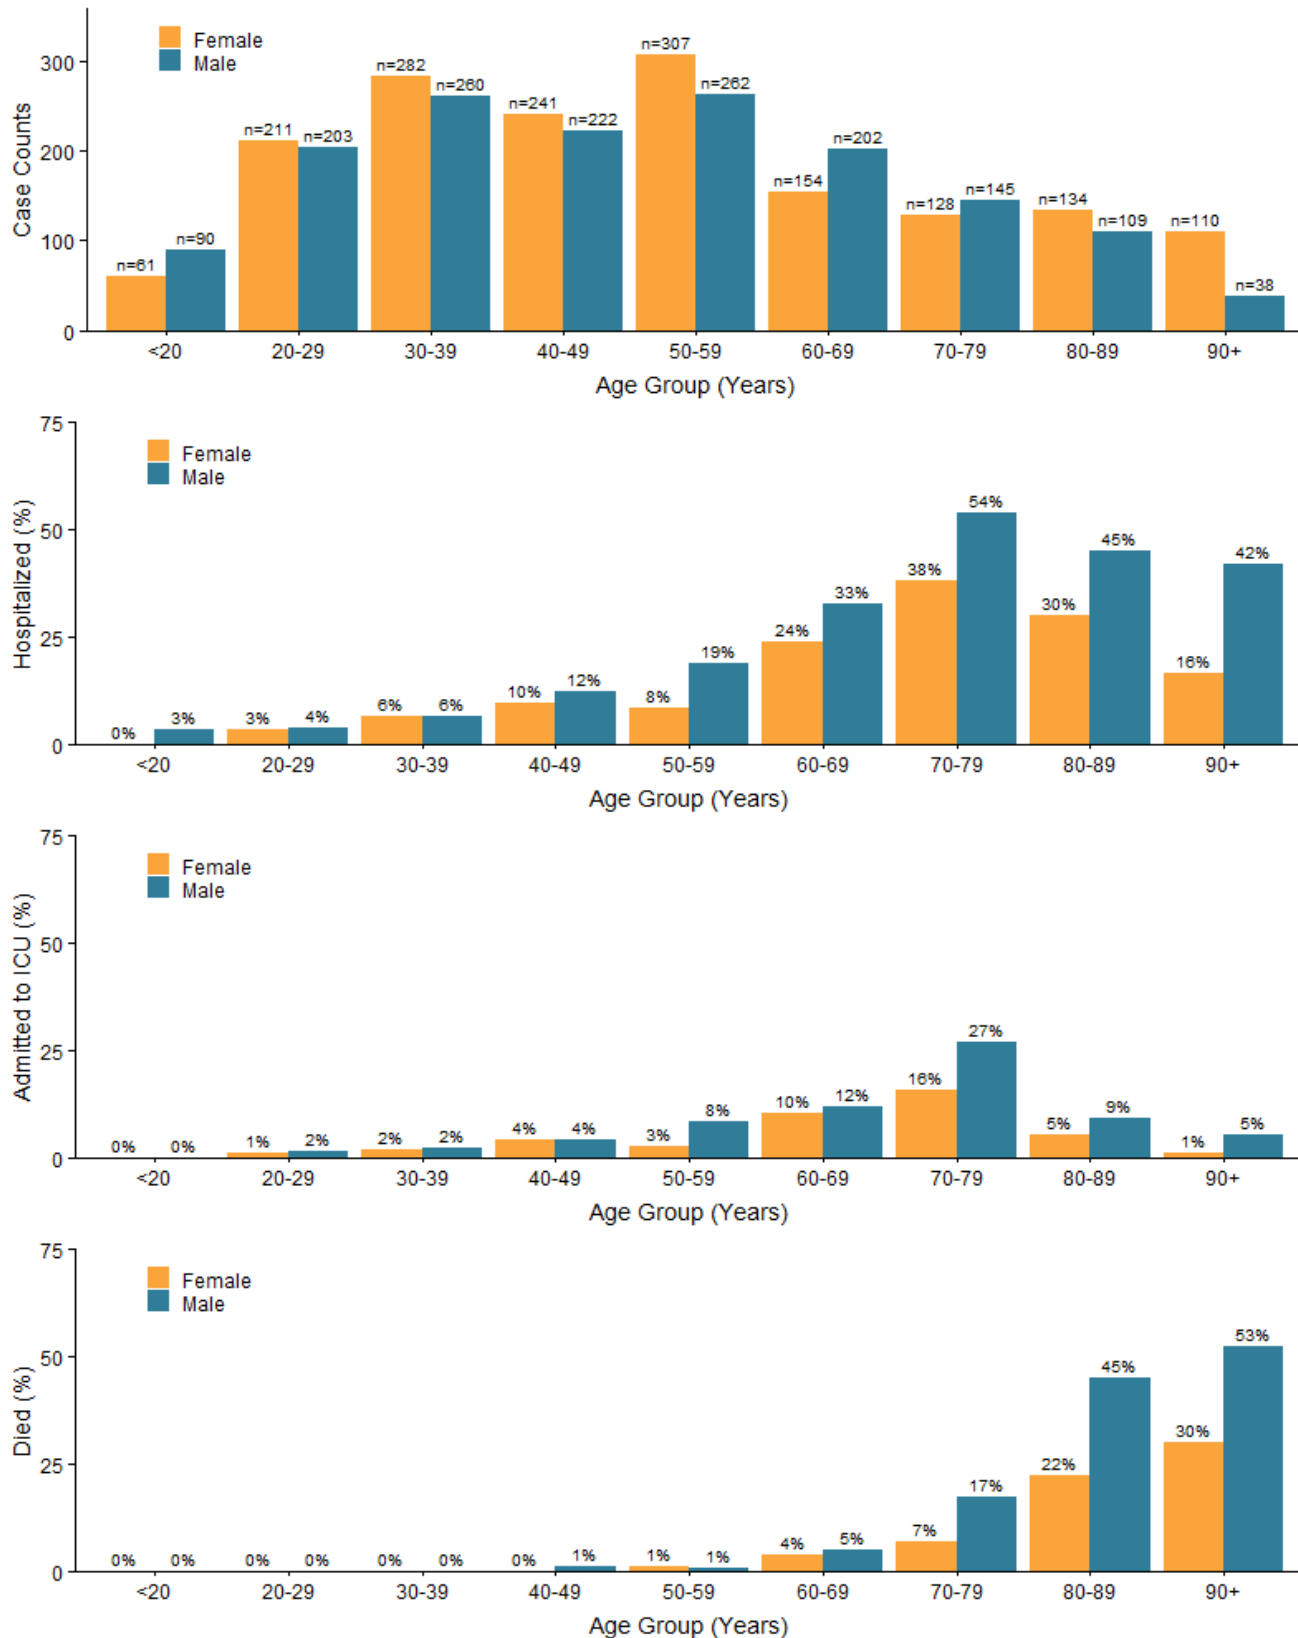 Female
Male
Case Counts
300
200
100
0
n=61
n=90
n=211
n=203
n=282
n=260
n=241
n=222
n=307
n=262
n=154
n=202
n=128
n=145
n=134
n=109
n=110
n=38
<20 20-29 30-39 40-49 50-59 60-69 70-79 80-89 90+
Age Group (Years)
Female
Male
Hospitalized (%)
75
50
25
0
0%
3%
3%
4%
6%
6%
10%
12%
8%
19%
24%
33%
38%
54%
30%
45%
16%
42%
<20 20-29 30-39 40-49 50-59 60-69 70-79 80-89 90+
Age Group (Years)
Female
Male
Admitted to ICU (%)
75
50
25
0
0%
0%
1%
2%
2%
2%
4%
4%
3%
8%
10%
12%
16%
27%
5%
9%
1%
5%
<20 20-29 30-39 40-49 50-59 60-69 70-79 80-89 90+
Age Group (Years)
Female
Male
Died (%)
75
50
25
0
0%
0%
0%
0%
0%
0%
0%
1%
1%
1%
4%
5%
7%
17%
22%
45%
30%
53%
<20 20-29 30-39 40-49 50-59 60-69 70-79 80-89 90+
Age Group (Years)